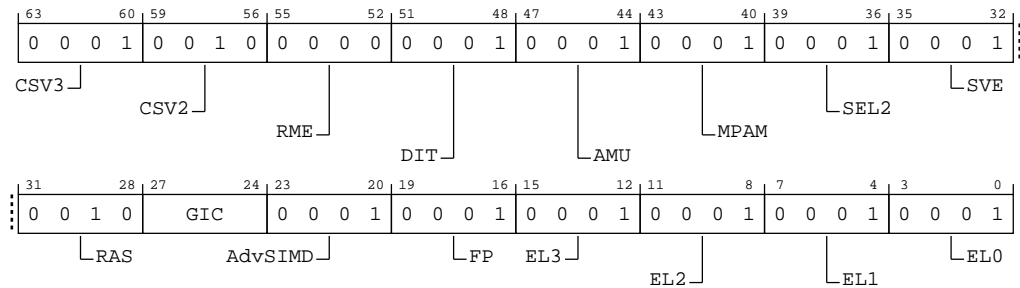 63 60 59 56 55 52 51 48 47 44 43 40 39 36 35 32
0 0 0 1 0 0 1 0 0 0 0 0 0 0 0 1 0 0 0 1 0 0 0 1 0 0 0 1 0 0 0 1
CSV3 SVE
CSV2 SEL2
RME MPAM
DIT AMU
31 28 27 24 23 20 19 16 15 12 11 8 7 4 3 0
0 0 1 0 GIC 0 0 0 1 0 0 0 1 0 0 0 1 0 0 0 1 0 0 0 1 0 0 0 1
RAS AdvSIMD FP EL3 EL0
EL2 EL1